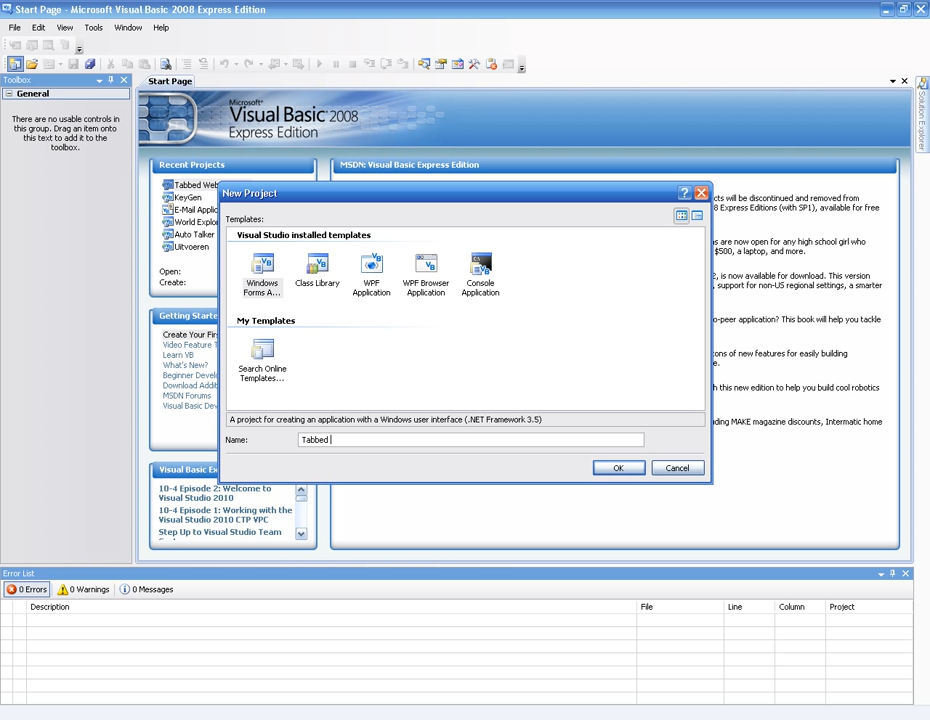 Start Page - Microsoft Visual Basic 2008 Express Edition
File Edit View Tools Window Help
Toolbox
General
There are no usable controls in
this group. Drag an item onto
this text to add it to the
toolbox.
Start Page
Solution Explorer
Microsoft
Visual Basic 2008
Express Edition
Recent Projects
Tabbed Web
KeyGen
E-Mail Applic
World Explor
Auto Talker
Uitvoeren
Open:
Create:
Getting Starte
Create Your Firs
Video Feature T
Learn VB
What's New?
Beginner Develo
Download Addit
MSDN Forums
Visual Basic Dev
Visual Basic Ex
10-4 Episode 2: Welcome to
Visual Studio 2010
10-4 Episode 1: Working with the
Visual Studio 2010 CTP VPC
Step Up to Visual Studio Team
MSDN: Visual Basic Express Edition
cts will be discontinued and removed from
8 Express Editions (with SP1), available for free
s are now open for any high school girl who
$500, a laptop, and more.
2, is now available for download. This version
, support for non-US regional settings, a smarter
o-peer application? This book will help you tackle
ons of new features for easily building
e.
h this new edition to help you build cool robotics
ding MAKE magazine discounts, Intermatic home
New Project
Templates:
Visual Studio installed templates
Windows
Forms A...
Class Library
WPF
Application
WPF Browser
Application
Console
Application
My Templates
Search Online
Templates...
A project for creating an application with a Windows user interface (.NET Framework 3.5)
Name: Tabbed
OK Cancel
Error List
0 Errors 0 Warnings 0 Messages
Description File Line Column Project